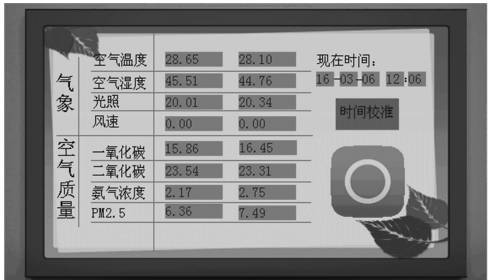 空气温度 28.65 28.10
空气湿度 45.51 44.76
光照 20.01 20.34
风速 0.00 0.00
气象
一氧化碳 15.86 16.45
二氧化碳 23.54 23.31
氨气浓度 2.17 2.75
PM2.5 6.36 7.49
空气质量
现在时间：
16-03-06 12:06
时间校准